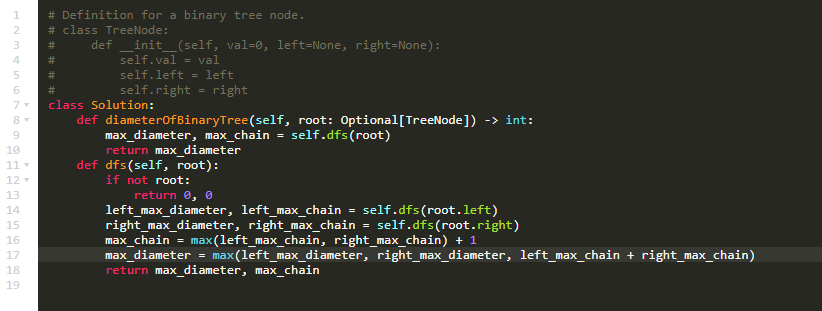 1 # Definition for a binary tree node.
2 # class TreeNode:
3 #     def __init__(self, val=0, left=None, right=None):
4 #         self.val = val
5 #         self.left = left
6 #         self.right = right
7 class Solution:
8     def diameterOfBinaryTree(self, root: Optional[TreeNode]) -> int:
9         max_diameter, max_chain = self.dfs(root)
10         return max_diameter
11     def dfs(self, root):
12         if not root:
13             return 0, 0
14         left_max_diameter, left_max_chain = self.dfs(root.left)
15         right_max_diameter, right_max_chain = self.dfs(root.right)
16         max_chain = max(left_max_chain, right_max_chain) + 1
17         max_diameter = max(left_max_diameter, right_max_diameter, left_max_chain + right_max_chain)
18         return max_diameter, max_chain
19